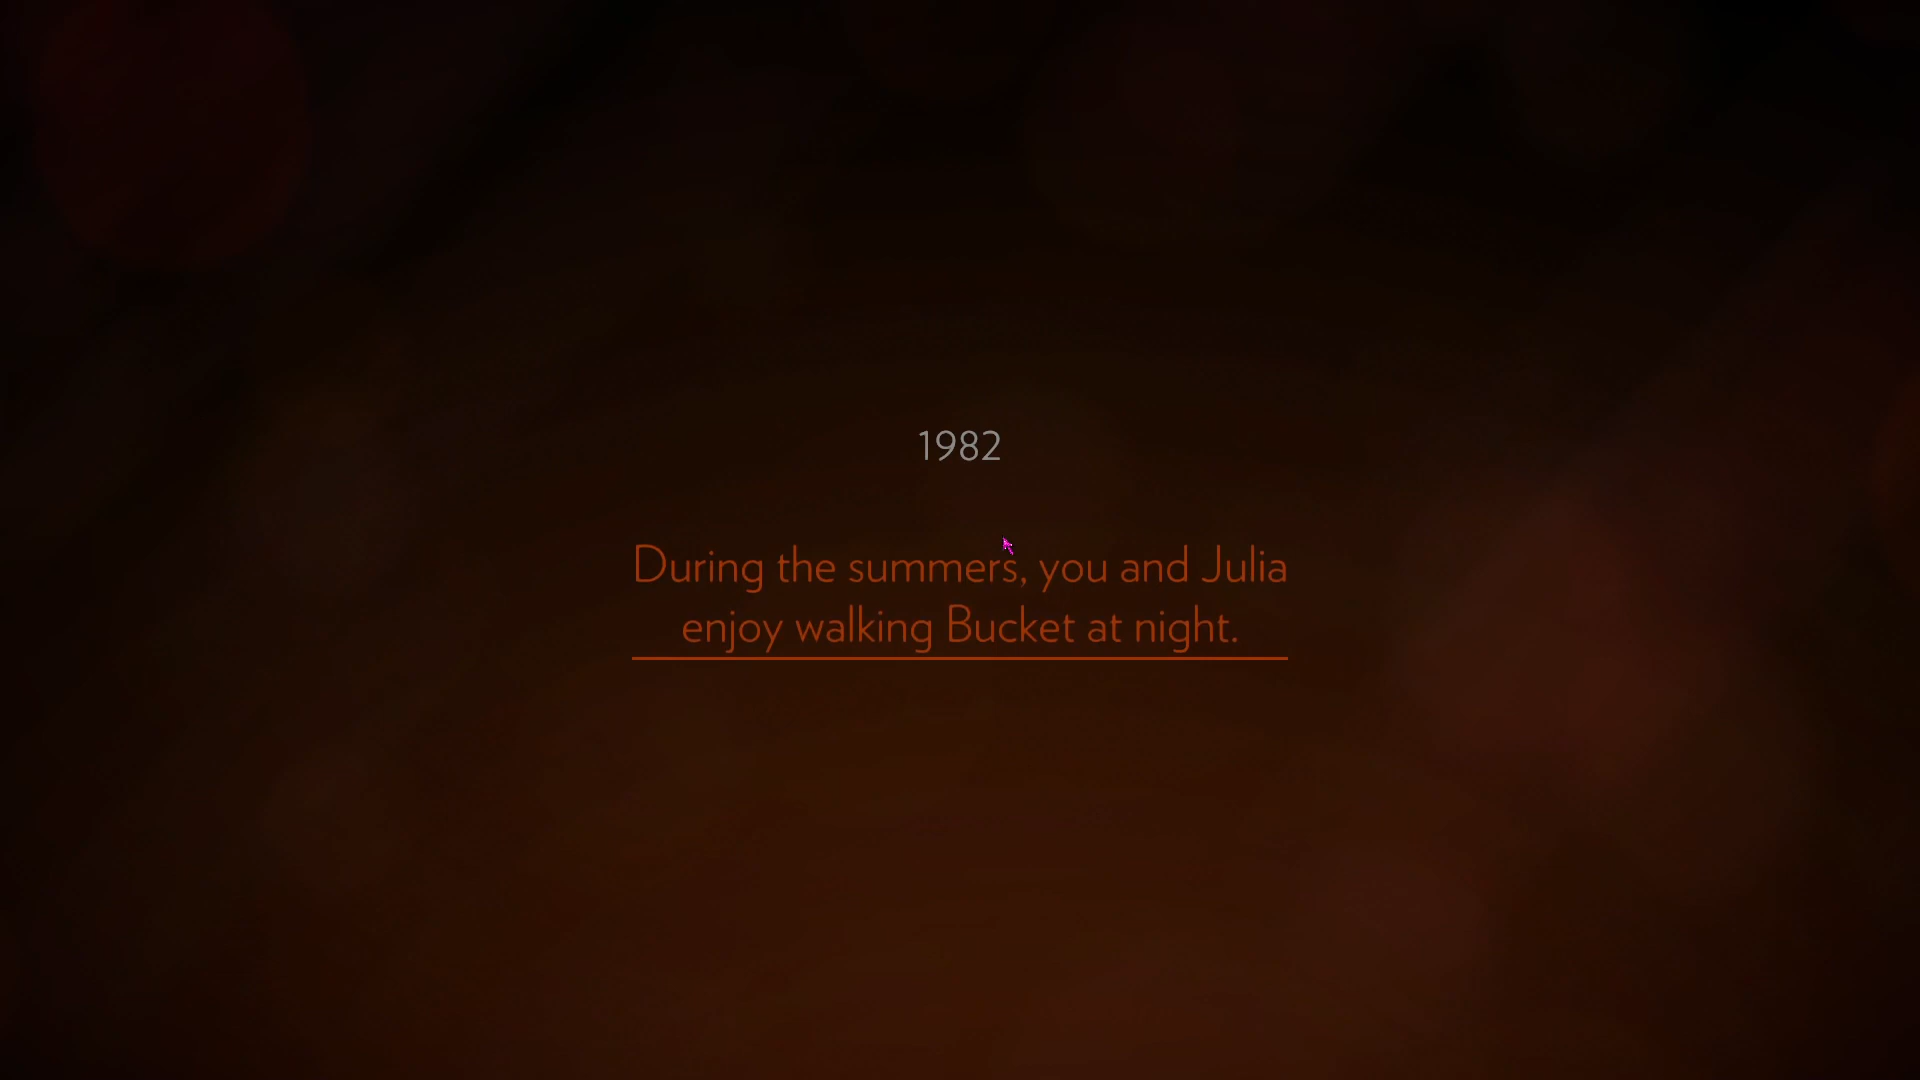 1982
During the summers, you and Julia
enjoy walking Bucket at night.